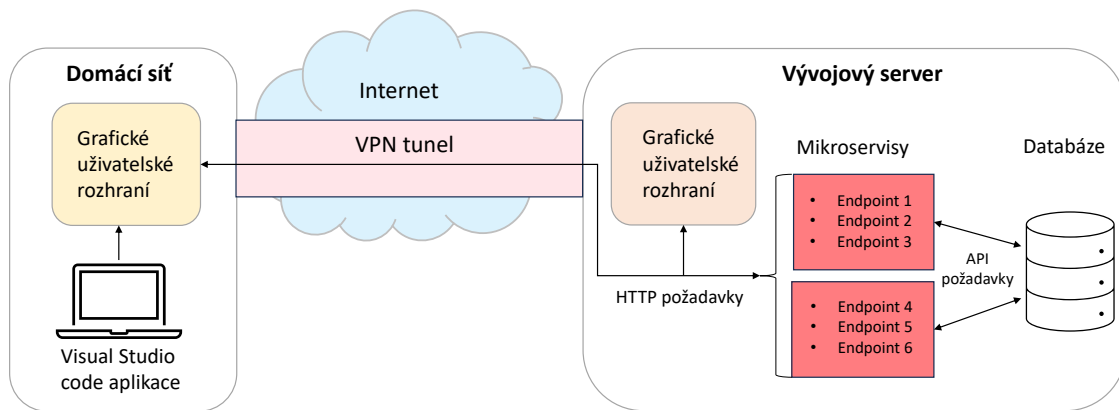 Domácí síť
Grafické
uživatelské
rozhraní
Visual Studio
code aplikace
Internet
VPN tunel
Vývojový server
Grafické
uživatelské
rozhraní
HTTP požadavky
Mikroservisy
• Endpoint 1
• Endpoint 2
• Endpoint 3
• Endpoint 4
• Endpoint 5
• Endpoint 6
API
požadavky
Databáze